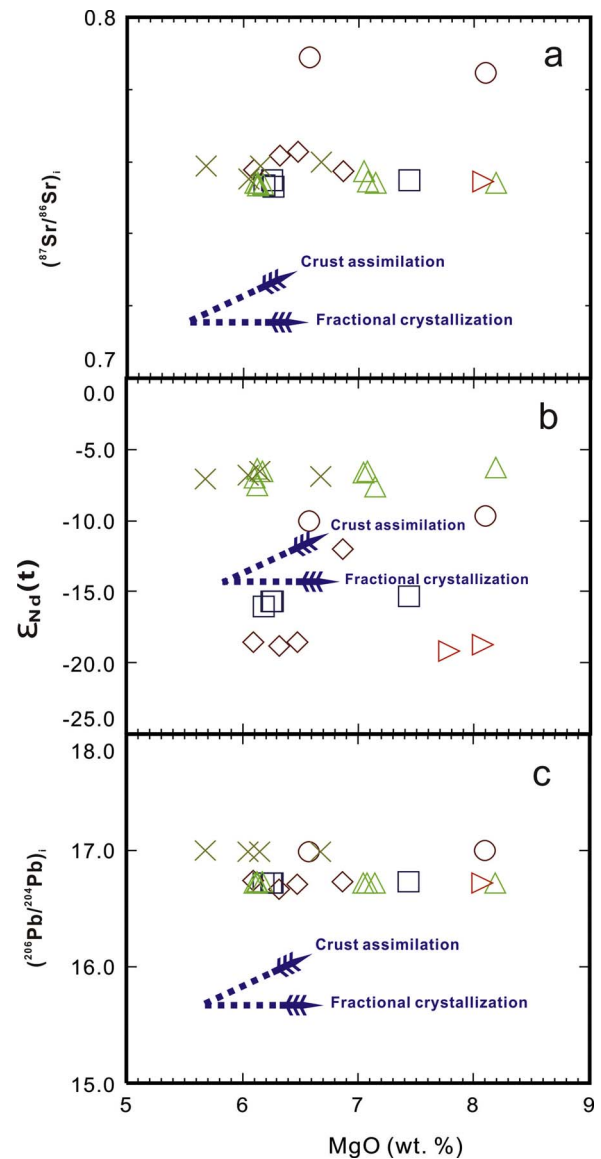 0.8
a
(⁸⁷Sr/⁸⁶Sr)ᵢ
Crust assimilation
Fractional crystallization
0.7
0.0
b
-5.0
-10.0
Crust assimilation
εNd(t)
-15.0
Fractional crystallization
-20.0
-25.0
18.0
c
17.0
(²⁰⁶Pb/²⁰⁴Pb)ᵢ
Crust assimilation
16.0
Fractional crystallization
15.0
5 6 7 8 9
MgO (wt. %)